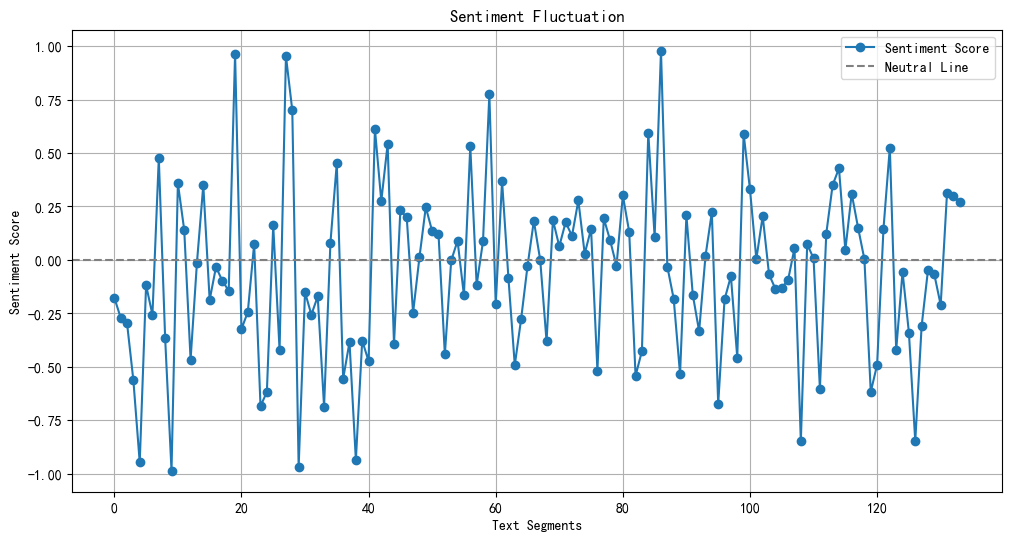 Sentiment Fluctuation
Sentiment Score
Neutral Line
1.00
0.75
0.50
0.25
0.00
−0.25
−0.50
−0.75
−1.00
Sentiment Score
0 20 40 60 80 100 120
Text Segments